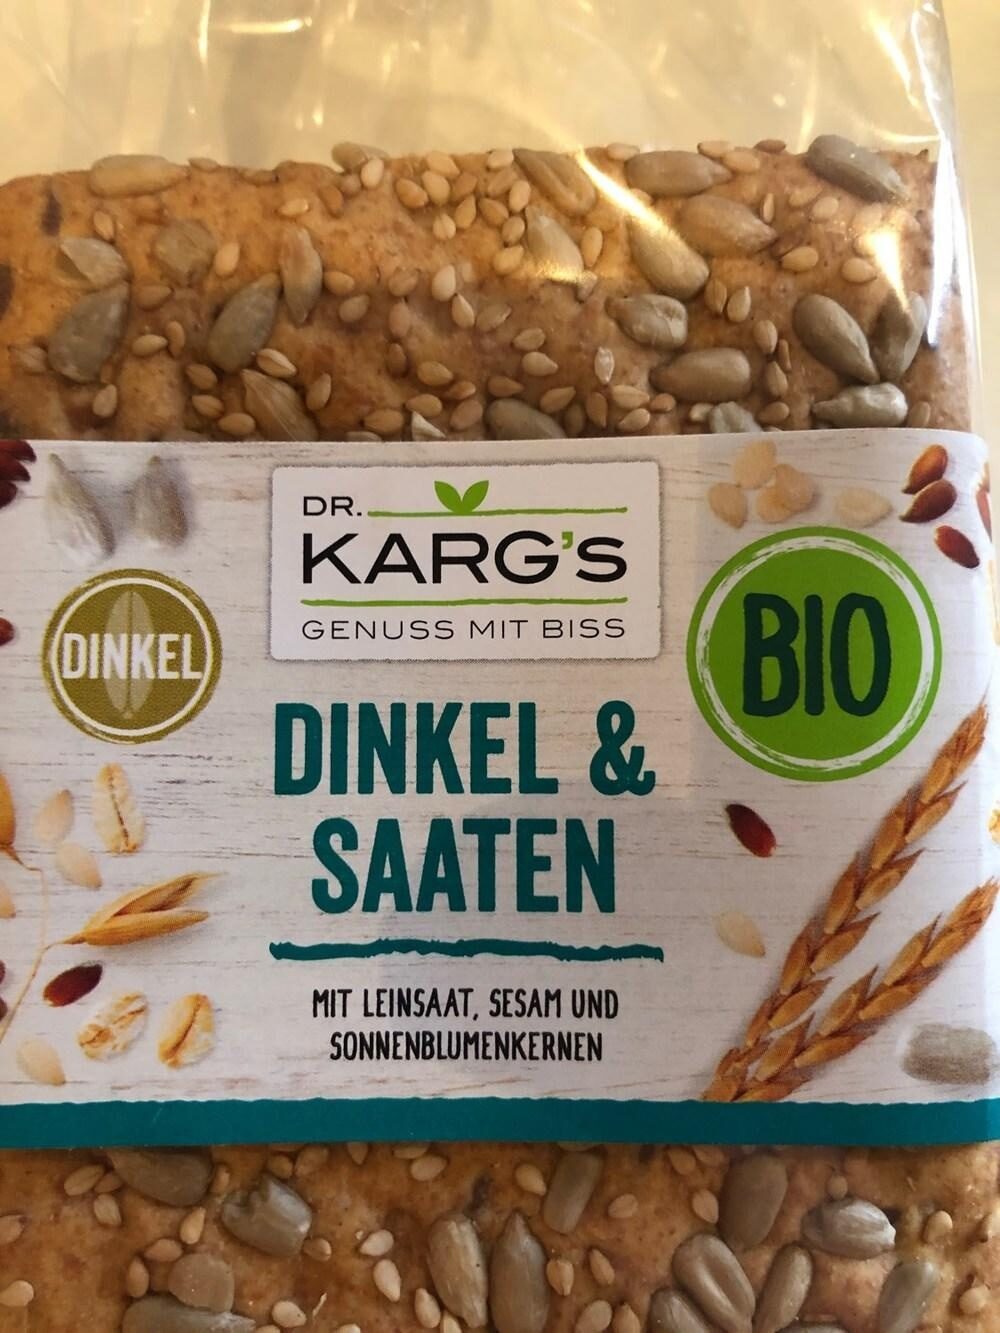 DR.
KARG'S
GENUSS MIT BISS
DINKEL
BIO
DINKEL &
SAATEN
MIT LEINSAAT, SESAM UND
SONNENBLUMENKERNEN